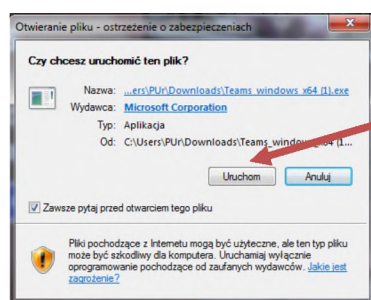 Otwieranie pliku - ostrzeżenie o zabezpieczeniach
Czy chcesz uruchomić ten plik?
Nazwa: ...ers\PUr\Downloads\Teams_windows_x64 (1).exe
Wydawca: Microsoft Corporation
Typ: Aplikacja
Od: C:\Users\PUr\Downloads\Teams_windows_x64 (1...
Uruchom
Anuluj
Zawsze pytaj przed otwarciem tego pliku
Pliki pochodzące z Internetu mogą być użyteczne, ale ten typ pliku
może być szkodliwy dla komputera. Uruchamiaj wyłącznie
oprogramowanie pochodzące od zaufanych wydawców. Jakie jest
zagrożenie?